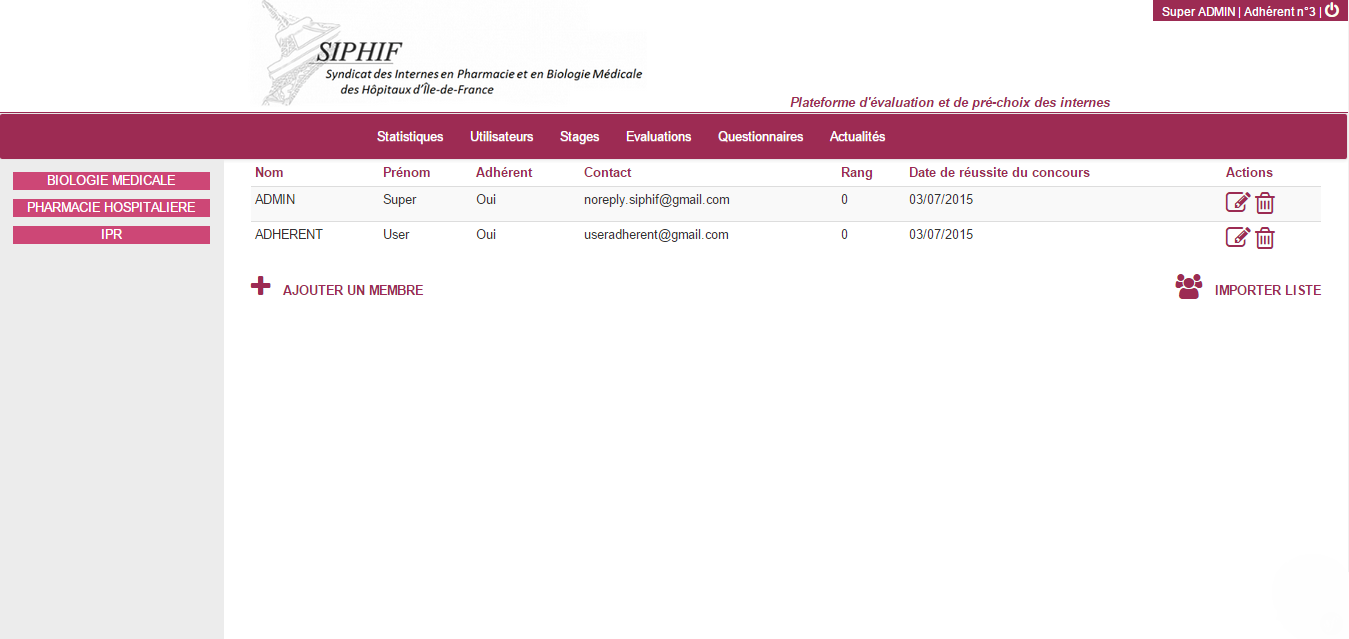 Super ADMIN | Adhérent n°3 |
SIPHIF
Syndicat des Internes en Pharmacie et en Biologie Médicale
des Hôpitaux d'Île-de-France
Plateforme d'évaluation et de pré-choix des internes
Statistiques Utilisateurs Stages Evaluations Questionnaires Actualités
BIOLOGIE MEDICALE
PHARMACIE HOSPITALIERE
IPR
Nom Prénom Adhérent Contact Rang Date de réussite du concours Actions
ADMIN Super Oui noreply.siphif@gmail.com 0 03/07/2015
ADHERENT User Oui useradherent@gmail.com 0 03/07/2015
AJOUTER UN MEMBRE IMPORTER LISTE